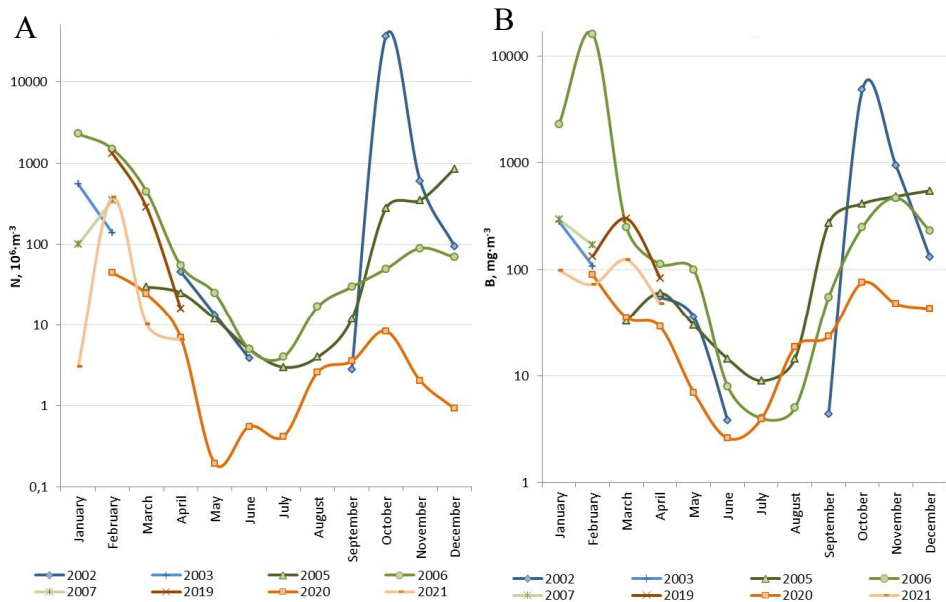 A
N, 10⁶·m⁻³
10000
1000
100
10
1
0,1
January
February
March
April
May
June
July
August
September
October
November
December
2002
2003
2005
2006
2007
2019
2020
2021
B
B, mg·m⁻³
10000
1000
100
10
1
January
February
March
April
May
June
July
August
September
October
November
December
2002
2003
2005
2006
2007
2019
2020
2021